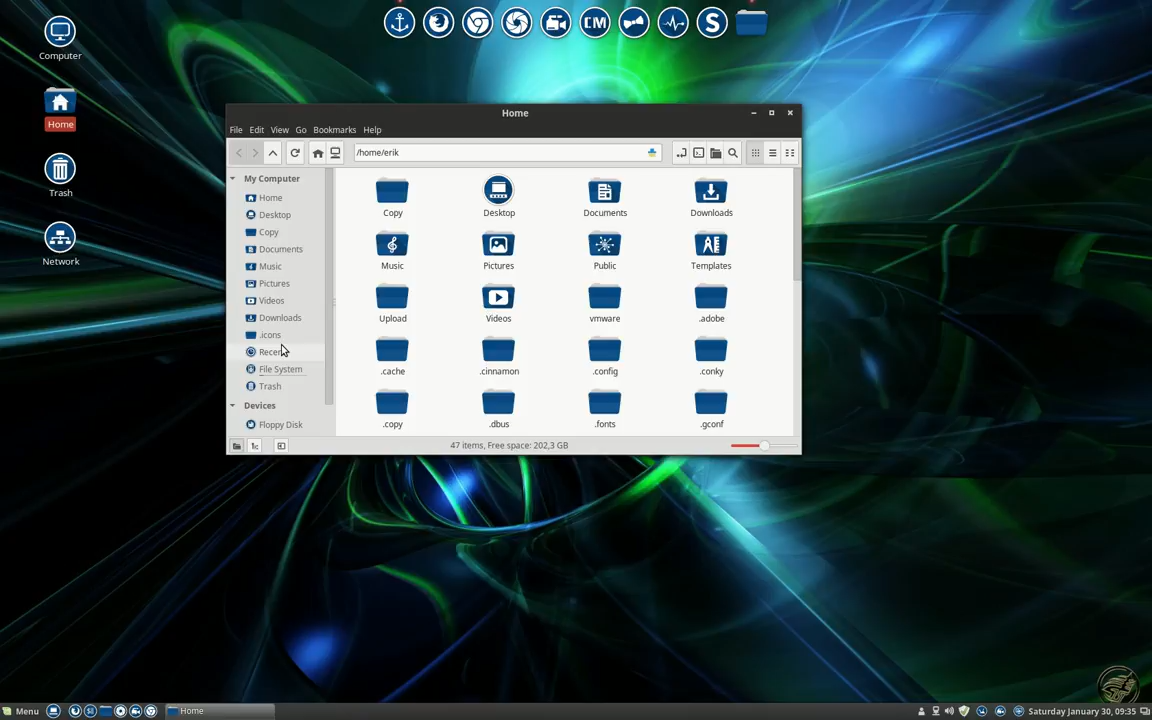 Computer
Home
Trash
Network
CM
S
Home
File Edit View Go Bookmarks Help
/home/erik
My Computer
Home
Desktop
Copy
Documents
Music
Pictures
Videos
Downloads
.icons
Recen
File System
Trash
Devices
Floppy Disk
Copy Desktop Documents Downloads
Music Pictures Public Templates
Upload Videos vmware .adobe
.cache .cinnamon .config .conky
.copy .dbus .fonts .gconf
47 items, Free space: 202,3 GB
Menu
Home
Saturday January 30, 09:35